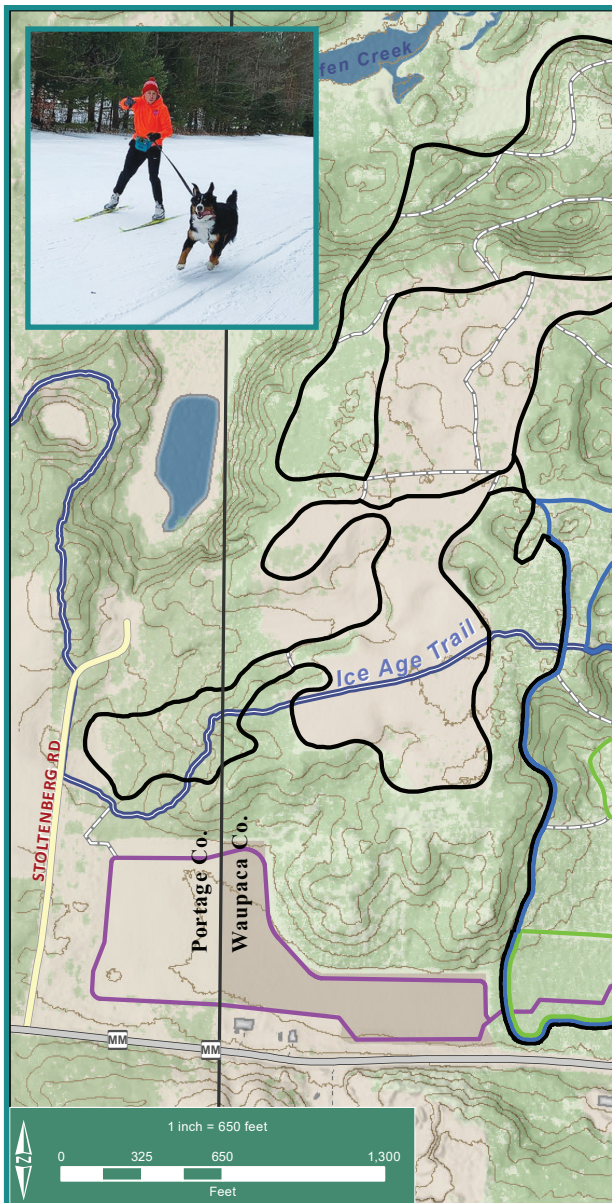 fen Creek
Ice Age Trail
STOLTENBERG RD
Portage Co.
Waupaca Co.
MM
MM
N
1 inch = 650 feet
0 325 650 1,300
Feet